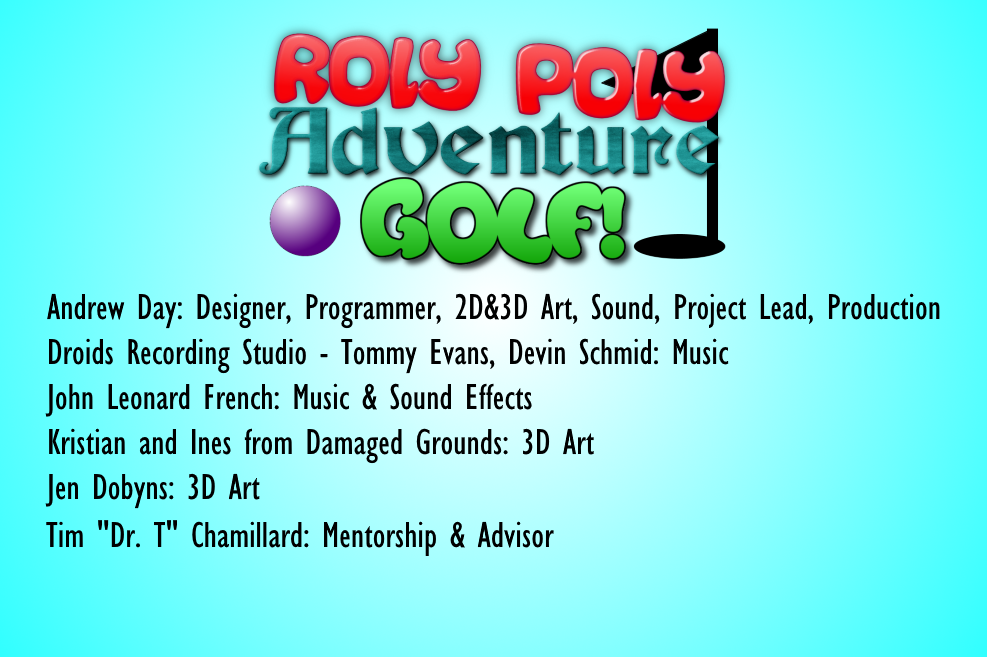 ROLY POLY
Adventure
GOLF!
Andrew Day: Designer, Programmer, 2D&3D Art, Sound, Project Lead, Production
Droids Recording Studio - Tommy Evans, Devin Schmid: Music
John Leonard French: Music & Sound Effects
Kristian and Ines from Damaged Grounds: 3D Art
Jen Dobyns: 3D Art
Tim "Dr. T" Chamillard: Mentorship & Advisor